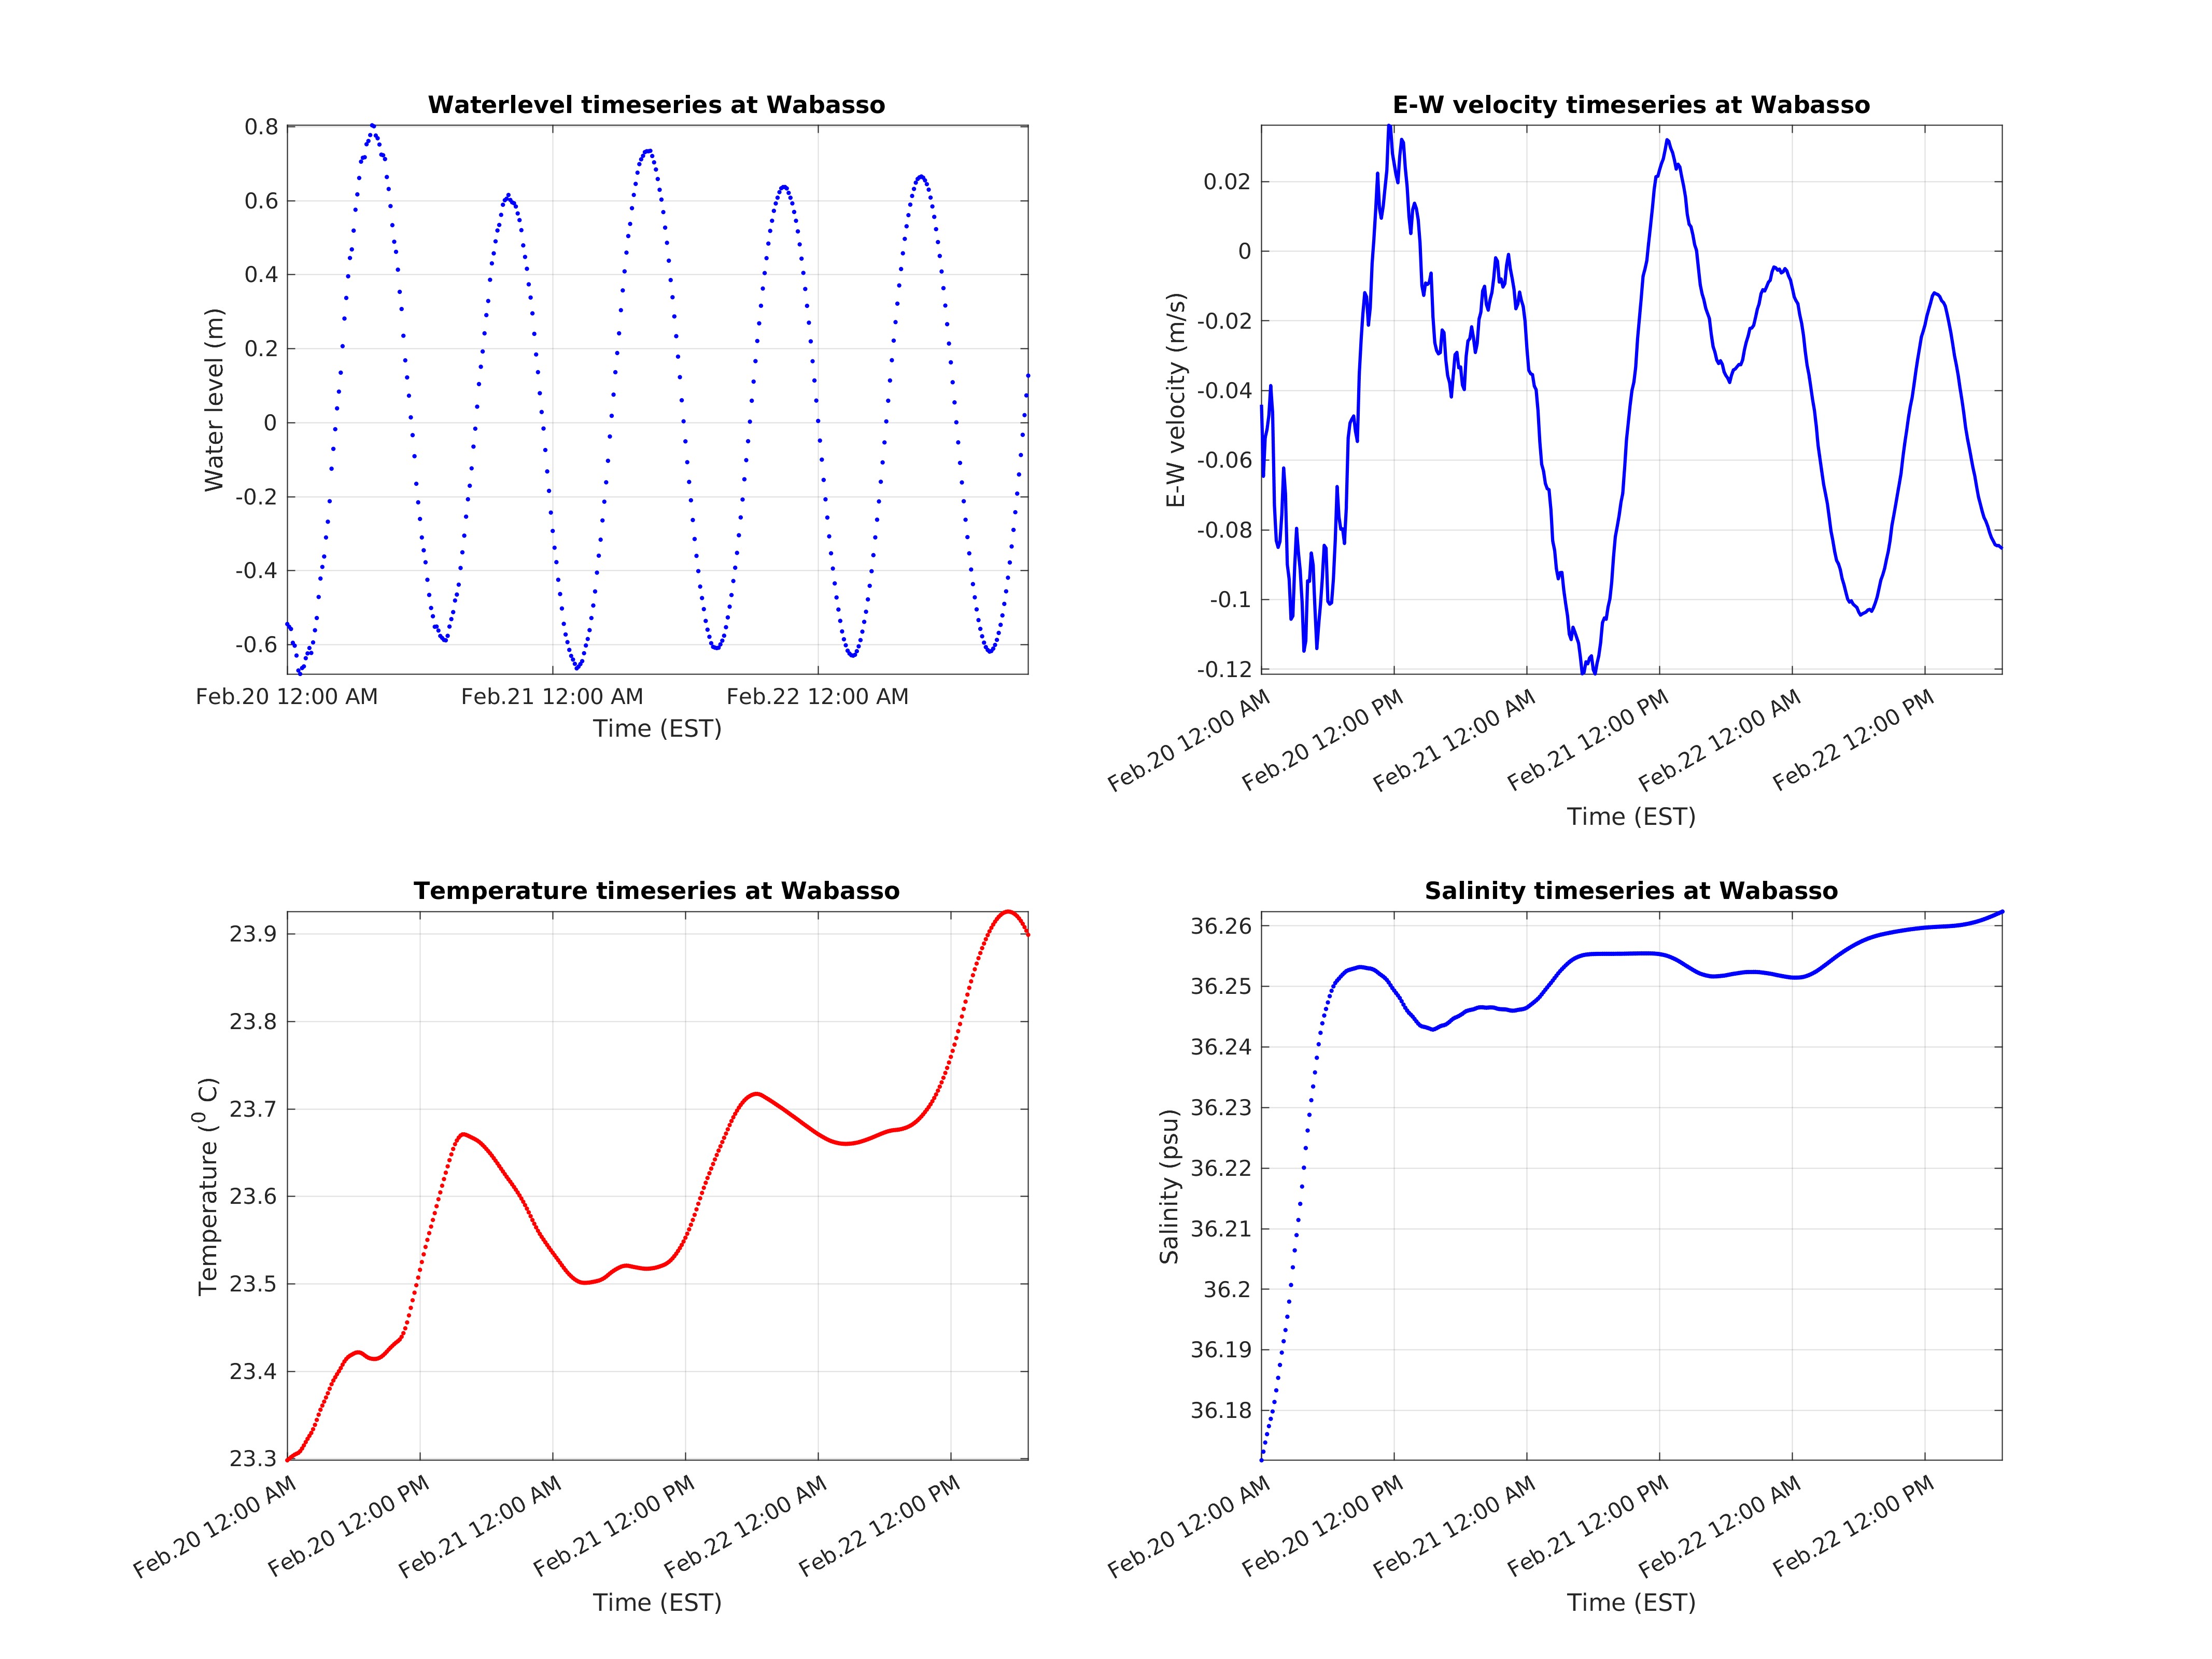 Waterlevel timeseries at Wabasso
0.8
0.6
0.4
0.2
0
-0.2
-0.4
-0.6
Water level (m)
Feb.20 12:00 AM
Feb.21 12:00 AM
Feb.22 12:00 AM
Time (EST)
E-W velocity timeseries at Wabasso
0.02
0
-0.02
-0.04
-0.06
-0.08
-0.1
-0.12
E-W velocity (m/s)
Feb.20 12:00 AM
Feb.20 12:00 PM
Feb.21 12:00 AM
Feb.21 12:00 PM
Feb.22 12:00 AM
Feb.22 12:00 PM
Time (EST)
Temperature timeseries at Wabasso
23.9
23.8
23.7
23.6
23.5
23.4
23.3
Temperature (⁰ C)
Feb.20 12:00 AM
Feb.20 12:00 PM
Feb.21 12:00 AM
Feb.21 12:00 PM
Feb.22 12:00 AM
Feb.22 12:00 PM
Time (EST)
Salinity timeseries at Wabasso
36.26
36.25
36.24
36.23
36.22
36.21
36.2
36.19
36.18
Salinity (psu)
Feb.20 12:00 AM
Feb.20 12:00 PM
Feb.21 12:00 AM
Feb.21 12:00 PM
Feb.22 12:00 AM
Feb.22 12:00 PM
Time (EST)